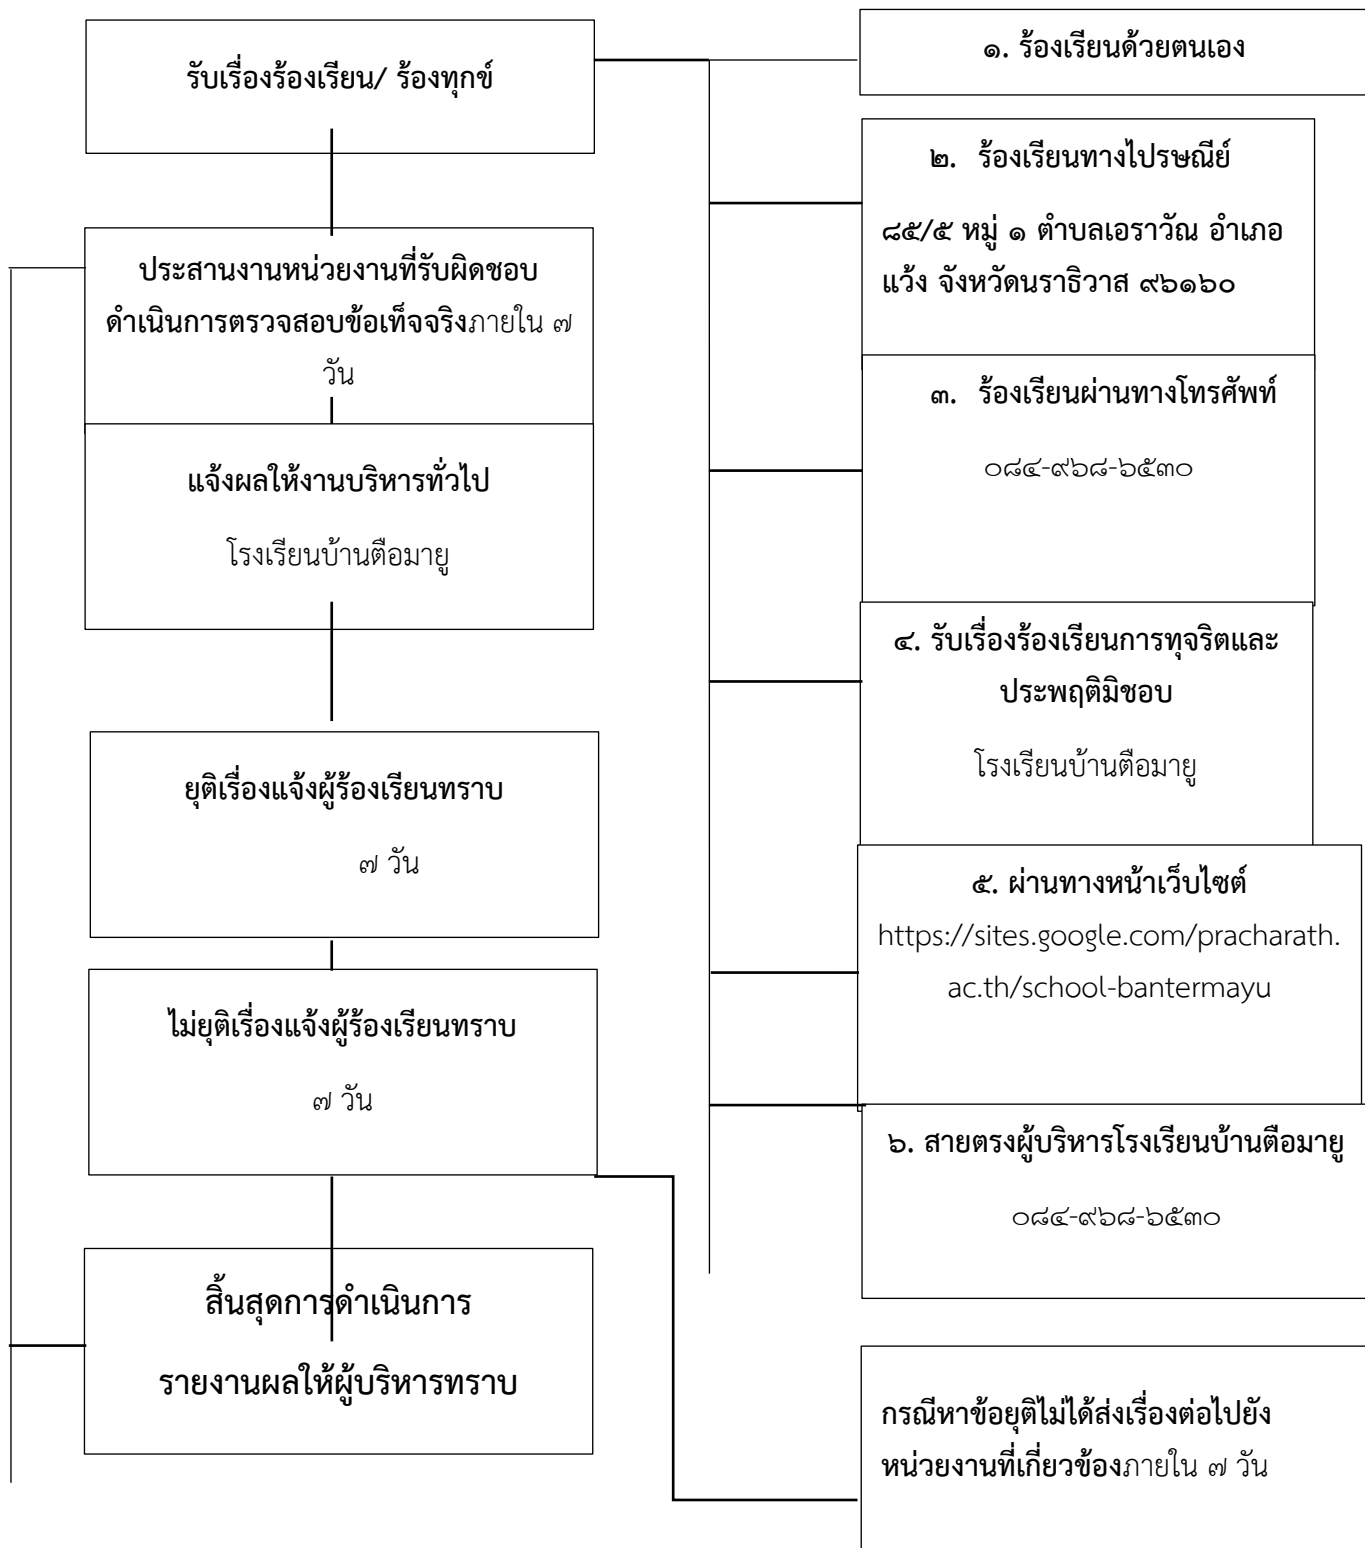 รับเรื่องร้องเรียน/ ร้องทุกข์
ประสานงานหน่วยงานที่รับผิดชอบ
ดำเนินการตรวจสอบข้อเท็จจริงภายใน ๗
วัน
แจ้งผลให้งานบริหารทั่วไป
โรงเรียนบ้านตือมายู
ยุติเรื่องแจ้งผู้ร้องเรียนทราบ
๗ วัน
ไม่ยุติเรื่องแจ้งผู้ร้องเรียนทราบ
๗ วัน
สิ้นสุดการดำเนินการ
รายงานผลให้ผู้บริหารทราบ
๑. ร้องเรียนด้วยตนเอง
๒. ร้องเรียนทางไปรษณีย์
๘๕/๕ หมู่ ๑ ตำบลเอราวัณ อำเภอ
แว้ง จังหวัดนราธิวาส ๙๖๑๖๐
๓. ร้องเรียนผ่านทางโทรศัพท์
๐๘๔-๙๖๘-๖๕๓๐
๔. รับเรื่องร้องเรียนการทุจริตและ
ประพฤติมิชอบ
โรงเรียนบ้านตือมายู
๕. ผ่านทางหน้าเว็บไซต์
https://sites.google.com/pracharath.
ac.th/school-bantermayu
๖. สายตรงผู้บริหารโรงเรียนบ้านตือมายู
๐๘๔-๙๖๘-๖๕๓๐
กรณีหาข้อยุติไม่ได้ส่งเรื่องต่อไปยัง
หน่วยงานที่เกี่ยวข้องภายใน ๗ วัน